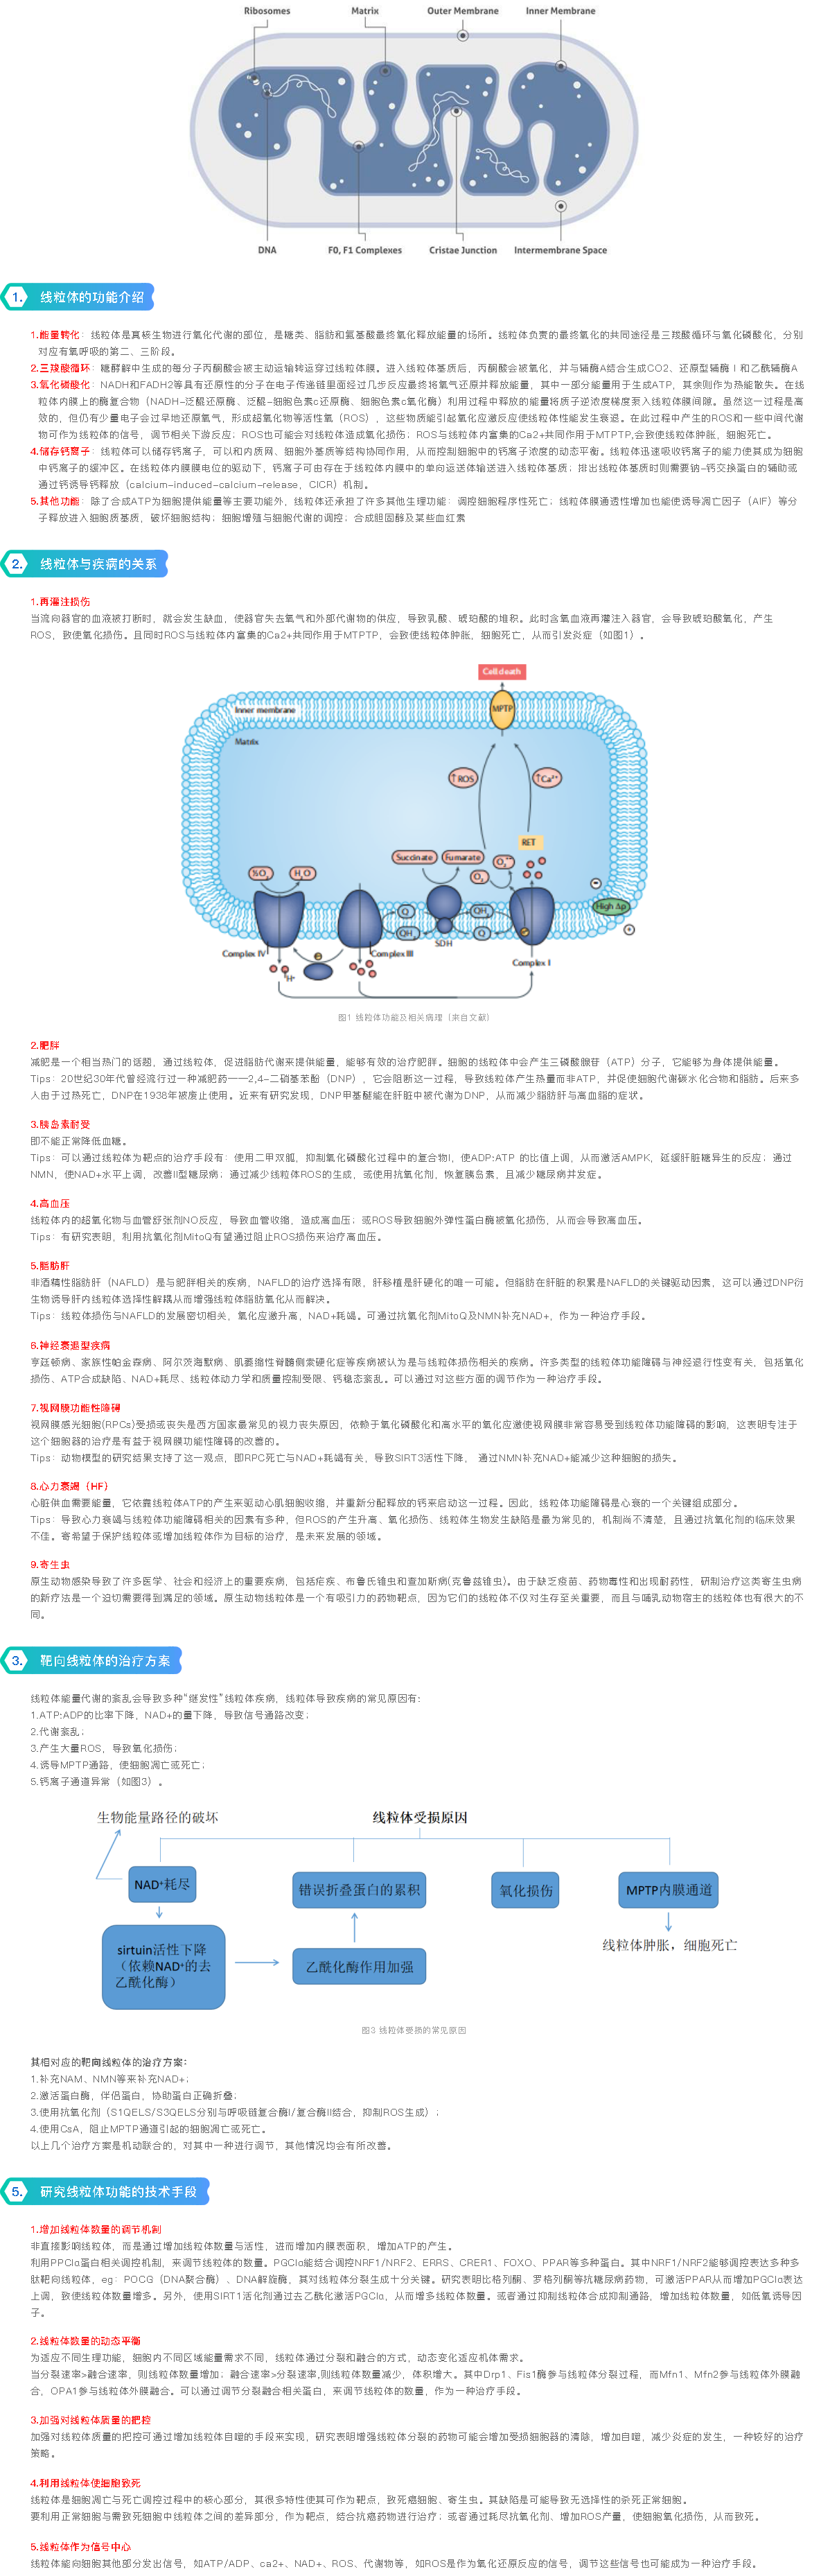 Ribosomes Matrix Outer Membrane Inner Membrane
DNA F0, F1 Complexes Cristae Junction Intermembrane Space
1. 线粒体的功能介绍
1.能量转化：线粒体是真核生物进行氧化代谢的部位，是糖类、脂肪和氨基酸最终氧化释放能量的场所。线粒体负责的最终氧化的共同途径是三羧酸循环与氧化磷酸化，分别
对应有氧呼吸的第二、三阶段。
2.三羧酸循环：糖酵解中生成的每分子丙酮酸会被主动运输转运穿过线粒体膜。进入线粒体基质后，丙酮酸会被氧化，并与辅酶A结合生成CO2、还原型辅酶Ⅰ和乙酰辅酶A
3.氧化磷酸化：NADH和FADH2等具有还原性的分子在电子传递链里面经过几步反应最终将氧气还原并释放能量，其中一部分能量用于生成ATP，其余则作为热能散失。在线
粒体内膜上的酶复合物（NADH-泛醌还原酶、泛醌-细胞色素c还原酶、细胞色素c氧化酶）利用过程中释放的能量将质子逆浓度梯度泵入线粒体膜间隙。虽然这一过程是高
效的，但仍有少量电子会过早地还原氧气，形成超氧化物等活性氧（ROS），这些物质能引起氧化应激反应使线粒体性能发生衰退。在此过程中产生的ROS和一些中间代谢
物可作为线粒体的信号，调节相关下游反应；ROS也可能会对线粒体造成氧化损伤；ROS与线粒体内富集的Ca2+共同作用于MTPTP,会致使线粒体肿胀，细胞死亡。
4.储存钙离子：线粒体可以储存钙离子，可以和内质网、细胞外基质等结构协同作用，从而控制细胞中的钙离子浓度的动态平衡。线粒体迅速吸收钙离子的能力使其成为细胞
中钙离子的缓冲区。在线粒体内膜膜电位的驱动下，钙离子可由存在于线粒体内膜中的单向运送体输送进入线粒体基质；排出线粒体基质时则需要钠-钙交换蛋白的辅助或
通过钙诱导钙释放（calcium-induced-calcium-release，CICR）机制。
5.其他功能：除了合成ATP为细胞提供能量等主要功能外，线粒体还承担了许多其他生理功能：调控细胞程序性死亡；线粒体膜通透性增加也能使诱导凋亡因子（AIF）等分
子释放进入细胞质基质，破坏细胞结构；细胞增殖与细胞代谢的调控；合成胆固醇及某些血红素
2. 线粒体与疾病的关系
1.再灌注损伤
当流向器官的血液被打断时，就会发生缺血，使器官失去氧气和外部代谢物的供应，导致乳酸、琥珀酸的堆积。此时含氧血液再灌注入器官，会导致琥珀酸氧化，产生
ROS，致使氧化损伤。且同时ROS与线粒体内富集的Ca2+共同作用于MTPTP，会致使线粒体肿胀，细胞死亡，从而引发炎症（如图1）。
Cell death
Inner membrane MPTP
Matrix
↑ROS ↑Ca²⁺
RET
Succinate Fumarate O₂•⁻
½O₂ H₂O O₂
High Δp
Q QH₂
QH₂ Q
SDH
Complex IV Complex III Complex I
H⁺
图1 线粒体功能及相关病理（来自文献）
2.肥胖
减肥是一个相当热门的话题，通过线粒体，促进脂肪代谢来提供能量，能够有效的治疗肥胖。细胞的线粒体中会产生三磷酸腺苷（ATP）分子，它能够为身体提供能量。
Tips：20世纪30年代曾经流行过一种减肥药——2,4-二硝基苯酚（DNP），它会阻断这一过程，导致线粒体产生热量而非ATP，并促使细胞代谢碳水化合物和脂肪。后来多
人由于过热死亡，DNP在1938年被废止使用。近来有研究发现，DNP甲基醚能在肝脏中被代谢为DNP，从而减少脂肪肝与高血脂的症状。
3.胰岛素耐受
即不能正常降低血糖。
Tips：可以通过线粒体为靶点的治疗手段有：使用二甲双胍，抑制氧化磷酸化过程中的复合物I，使ADP:ATP 的比值上调，从而激活AMPK，延缓肝脏糖异生的反应；通过
NMN，使NAD+水平上调，改善II型糖尿病；通过减少线粒体ROS的生成，或使用抗氧化剂，恢复胰岛素，且减少糖尿病并发症。
4.高血压
线粒体内的超氧化物与血管舒张剂NO反应，导致血管收缩，造成高血压；或ROS导致细胞外弹性蛋白酶被氧化损伤，从而会导致高血压。
Tips：有研究表明，利用抗氧化剂MitoQ有望通过阻止ROS损伤来治疗高血压。
5.脂肪肝
非酒精性脂肪肝（NAFLD）是与肥胖相关的疾病，NAFLD的治疗选择有限，肝移植是肝硬化的唯一可能。但脂肪在肝脏的积累是NAFLD的关键驱动因素，这可以通过DNP衍
生物诱导肝内线粒体选择性解耦从而增强线粒体脂肪氧化从而解决。
Tips：线粒体损伤与NAFLD的发展密切相关，氧化应激升高，NAD+耗竭。可通过抗氧化剂MitoQ及NMN补充NAD+，作为一种治疗手段。
6.神经衰退型疾病
亨廷顿病、家族性帕金森病、阿尔茨海默病、肌萎缩性脊髓侧索硬化症等疾病被认为是与线粒体损伤相关的疾病。许多类型的线粒体功能障碍与神经退行性变有关，包括氧化
损伤、ATP合成缺陷、NAD+耗尽、线粒体动力学和质量控制受限、钙稳态紊乱。可以通过对这些方面的调节作为一种治疗手段。
7.视网膜功能性障碍
视网膜感光细胞(RPCs)受损或丧失是西方国家最常见的视力丧失原因，依赖于氧化磷酸化和高水平的氧化应激使视网膜非常容易受到线粒体功能障碍的影响，这表明专注于
这个细胞器的治疗是有益于视网膜功能性障碍的改善的。
Tips：动物模型的研究结果支持了这一观点，即RPC死亡与NAD+耗竭有关，导致SIRT3活性下降， 通过NMN补充NAD+能减少这种细胞的损失。
8.心力衰竭（HF）
心脏供血需要能量，它依靠线粒体ATP的产生来驱动心肌细胞收缩，并重新分配释放的钙来启动这一过程。因此，线粒体功能障碍是心衰的一个关键组成部分。
Tips：导致心力衰竭与线粒体功能障碍相关的因素有多种，但ROS的产生升高、氧化损伤、线粒体生物发生缺陷是最为常见的，机制尚不清楚，且通过抗氧化剂的临床效果
不佳。寄希望于保护线粒体或增加线粒体作为目标的治疗，是未来发展的领域。
9.寄生虫
原生动物感染导致了许多医学、社会和经济上的重要疾病，包括疟疾、布鲁氏锥虫和查加斯病(克鲁兹锥虫)。由于缺乏疫苗、药物毒性和出现耐药性，研制治疗这类寄生虫病
的新疗法是一个迫切需要得到满足的领域。原生动物线粒体是一个有吸引力的药物靶点，因为它们的线粒体不仅对生存至关重要，而且与哺乳动物宿主的线粒体也有很大的不
同。
3. 靶向线粒体的治疗方案
线粒体能量代谢的紊乱会导致多种“继发性”线粒体疾病，线粒体导致疾病的常见原因有：
1.ATP:ADP的比率下降，NAD+的量下降，导致信号通路改变；
2.代谢紊乱；
3.产生大量ROS，导致氧化损伤；
4.诱导MPTP通路，使细胞凋亡或死亡；
5.钙离子通道异常（如图3）。
生物能量路径的破坏 线粒体受损原因
NAD⁺耗尽 错误折叠蛋白的累积 氧化损伤 MPTP内膜通道
线粒体肿胀，细胞死亡
sirtuin活性下降
（依赖NAD⁺的去
乙酰化酶）
乙酰化酶作用加强
图3 线粒体受损的常见原因
其相对应的靶向线粒体的治疗方案：
1.补充NAM、NMN等来补充NAD+；
2.激活蛋白酶，伴侣蛋白，协助蛋白正确折叠；
3.使用抗氧化剂（S1QELS/S3QELS分别与呼吸链复合酶I/复合酶II结合，抑制ROS生成）；
4.使用CsA，阻止MPTP通道引起的细胞凋亡或死亡。
以上几个治疗方案是机动联合的，对其中一种进行调节，其他情况均会有所改善。
5. 研究线粒体功能的技术手段
1.增加线粒体数量的调节机制
非直接影响线粒体，而是通过增加线粒体数量与活性，进而增加内膜表面积，增加ATP的产生。
利用PPCIα蛋白相关调控机制，来调节线粒体的数量。PGCIα能结合调控NRF1/NRF2、ERRS、CRER1、FOXO、PPAR等多种蛋白。其中NRF1/NRF2能够调控表达多种多
肽靶向线粒体，eg：POCG（DNA聚合酶）、DNA解旋酶，其对线粒体分裂生成十分关键。研究表明比格列酮、罗格列酮等抗糖尿病药物，可激活PPAR从而增加PGCIα表达
上调，致使线粒体数量增多。另外，使用SIRT1活化剂通过去乙酰化激活PGCIα，从而增多线粒体数量。或者通过抑制线粒体合成抑制通路，增加线粒体数量，如低氧诱导因
子。
2.线粒体数量的动态平衡
为适应不同生理功能，细胞内不同区域能量需求不同，线粒体通过分裂和融合的方式，动态变化适应机体需求。
当分裂速率>融合速率，则线粒体数量增加；融合速率>分裂速率,则线粒体数量减少，体积增大。其中Drp1、Fis1酶参与线粒体分裂过程，而Mfn1、Mfn2参与线粒体外膜融
合，OPA1参与线粒体外膜融合。可以通过调节分裂融合相关蛋白，来调节线粒体的数量，作为一种治疗手段。
3.加强对线粒体质量的靶控
加强对线粒体质量的把控可通过增加线粒体自噬的手段来实现，研究表明增强线粒体分裂的药物可能会增加受损细胞器的清除，增加自噬，减少炎症的发生，一种较好的治疗
策略。
4.利用线粒体使细胞致死
线粒体是细胞凋亡与死亡调控过程中的核心部分，其很多特性使其可作为靶点，致死癌细胞、寄生虫。其缺陷是可能导致无选择性的杀死正常细胞。
要利用正常细胞与需致死细胞中线粒体之间的差异部分，作为靶点，结合抗癌药物进行治疗；或者通过耗尽抗氧化剂、增加ROS产量，使细胞氧化损伤，从而致死。
5.线粒体作为信号中心
线粒体能向细胞其他部分发出信号，如ATP/ADP、ca2+、NAD+、ROS、代谢物等，如ROS是作为氧化还原反应的信号，调节这些信号也可能成为一种治疗手段。